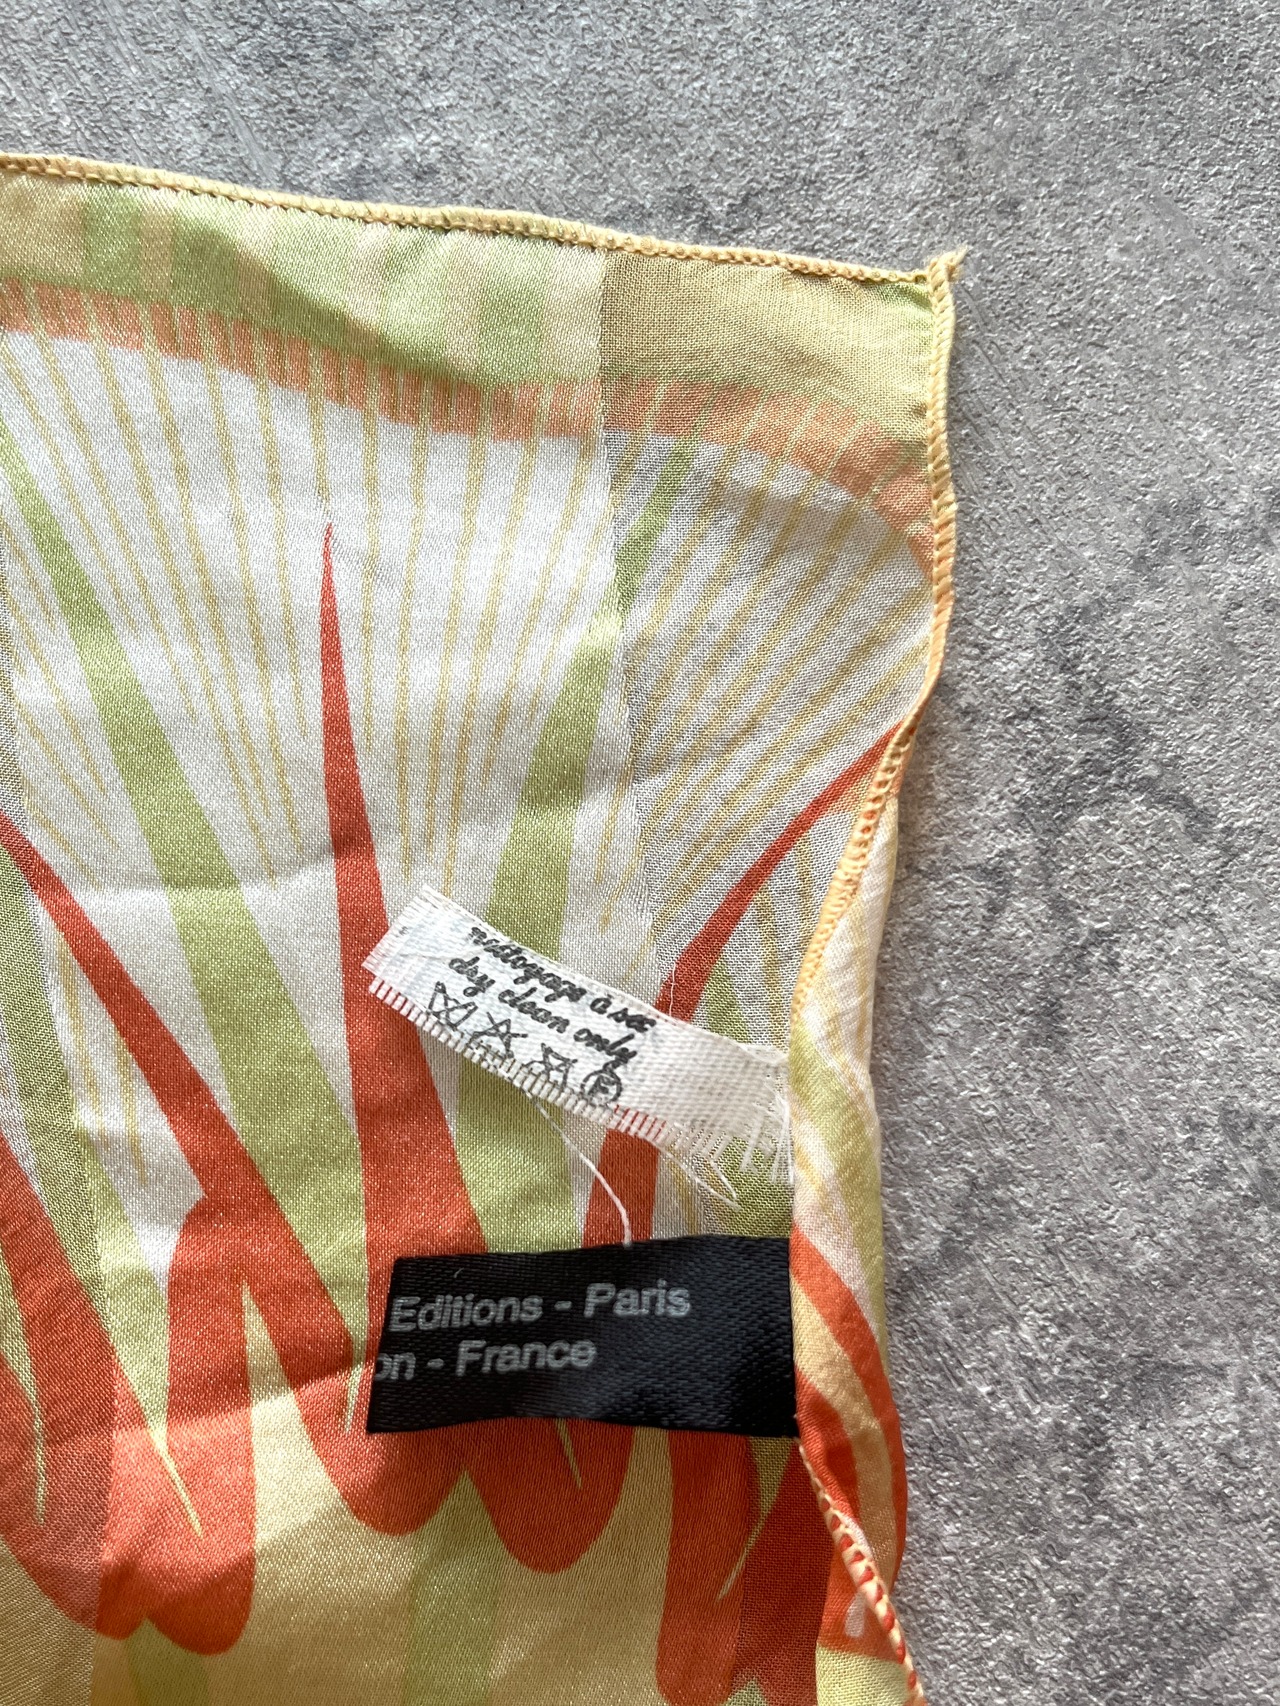 nettoyage à sec
dry clean only
F
Editions - Paris
on - France